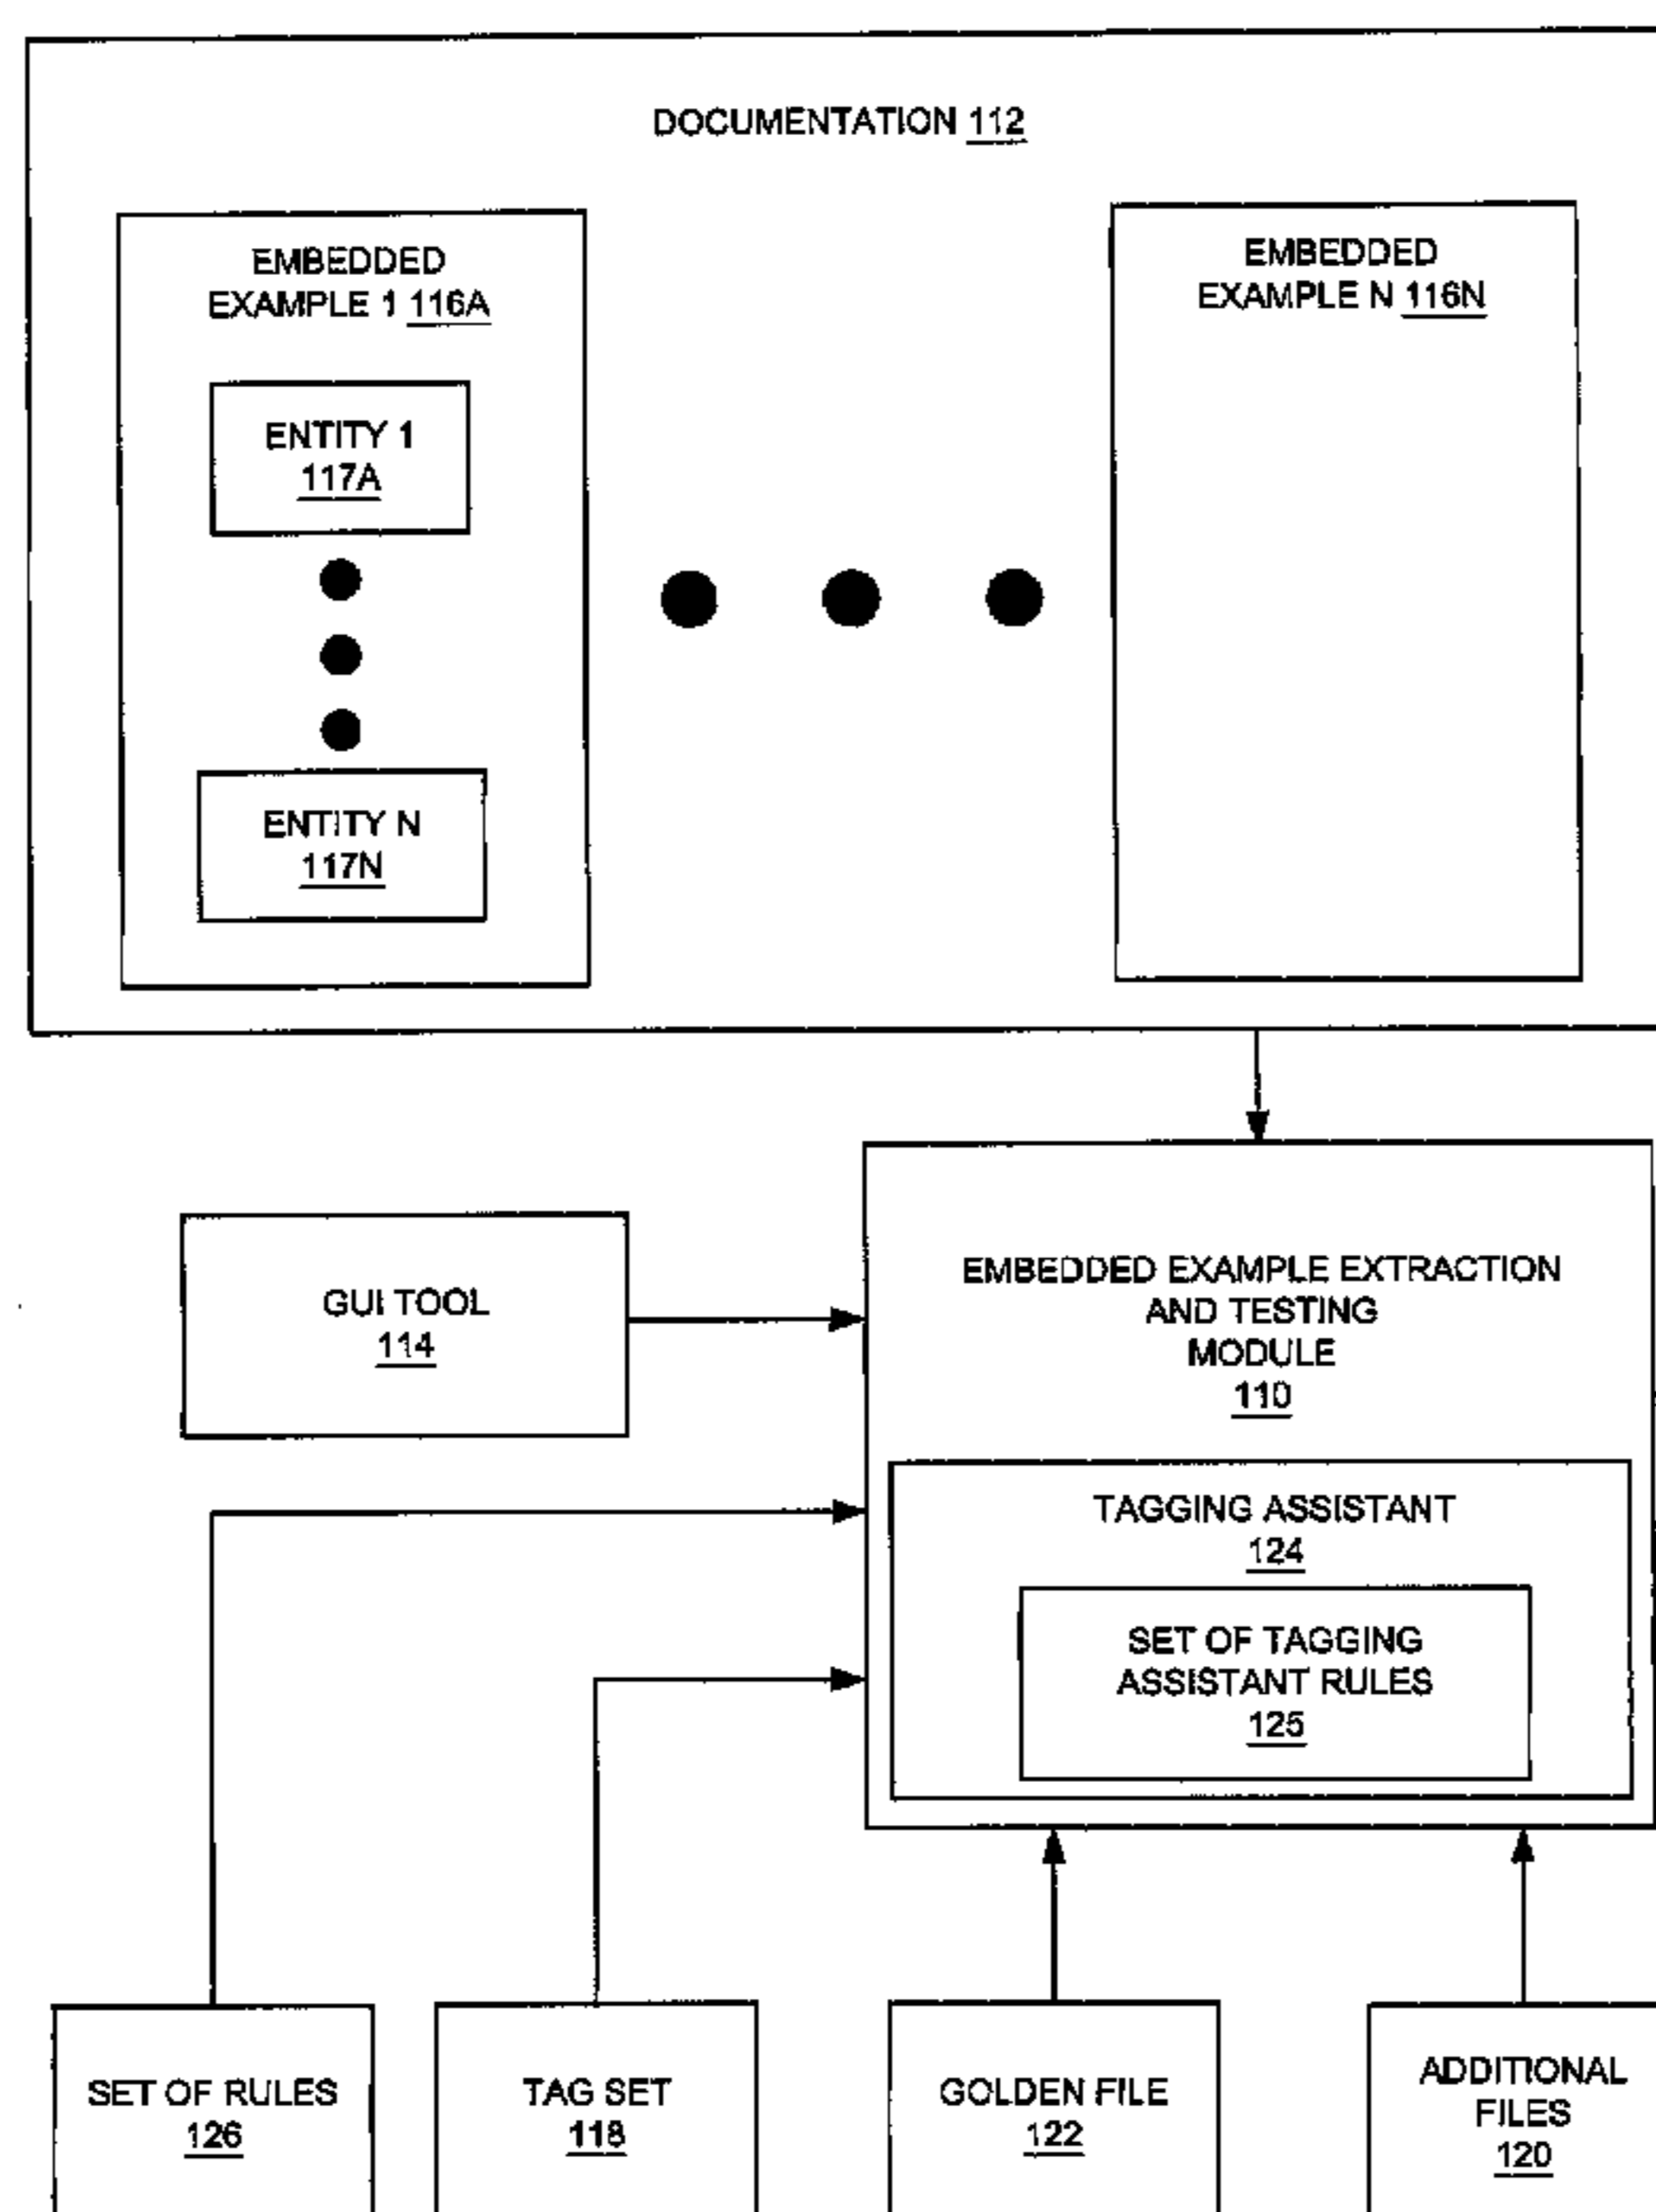 DOCUMENTATION 112
EMBEDDED
EXAMPLE 1 116A
ENTITY 1
117A
ENTITY N
117N
EMBEDDED
EXAMPLE N 116N
GUI TOOL
114
EMBEDDED EXAMPLE EXTRACTION
AND TESTING
MODULE
110
TAGGING ASSISTANT
124
SET OF TAGGING
ASSISTANT RULES
125
SET OF RULES
126
TAG SET
118
GOLDEN FILE
122
ADDITIONAL
FILES
120